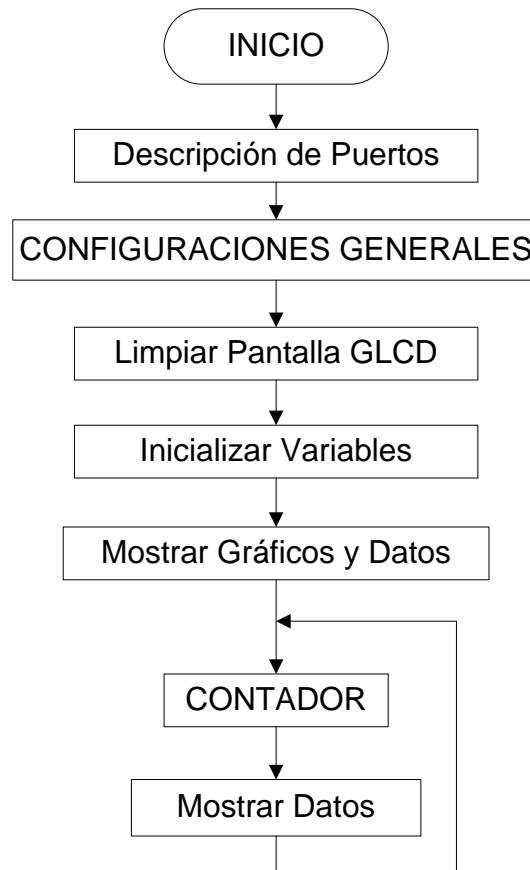 INICIO
Descripción de Puertos
CONFIGURACIONES GENERALES
Limpiar Pantalla GLCD
Inicializar Variables
Mostrar Gráficos y Datos
CONTADOR
Mostrar Datos